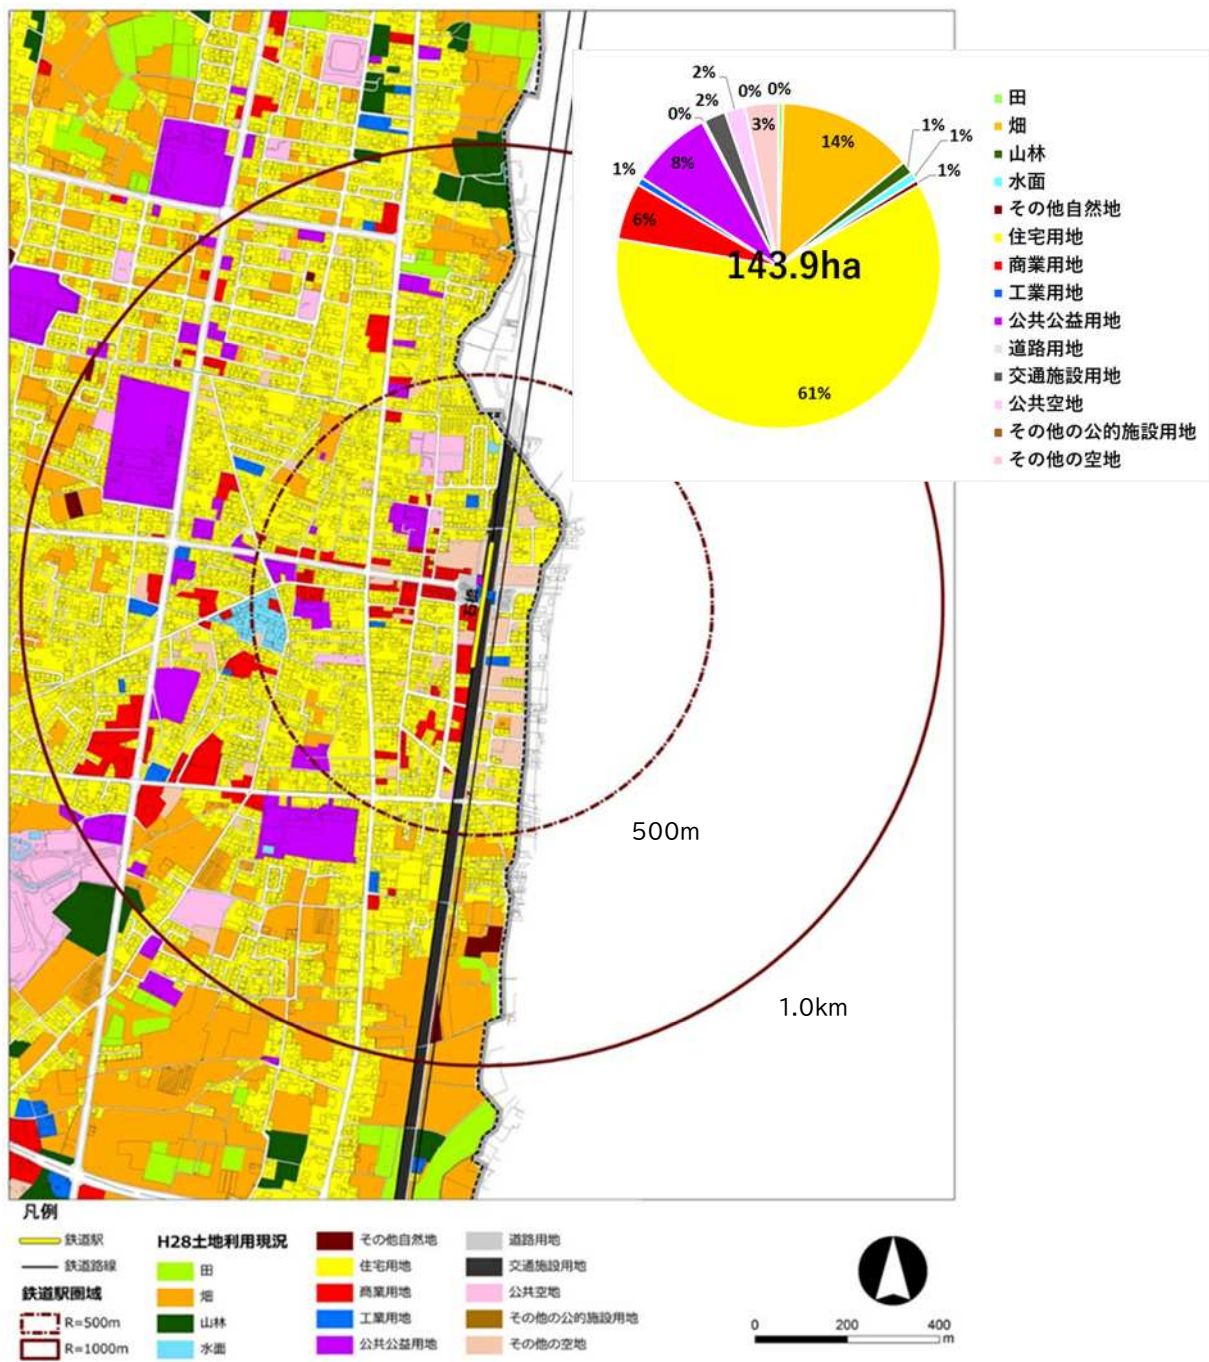 2%
0%
0%
2%
0%
3%
14%
1%
1%
1%
8%
1%
6%
143.9ha
61%
田
畑
山林
水面
その他自然地
住宅用地
商業用地
工業用地
公共公益用地
道路用地
交通施設用地
公共空地
その他の公的施設用地
その他の空地
500m
1.0km
凡例
鉄道駅
鉄道路線
鉄道駅圏域
R=500m
R=1000m
H28土地利用現況
田
畑
山林
水面
その他自然地
住宅用地
商業用地
工業用地
公共公益用地
道路用地
交通施設用地
公共空地
その他の公的施設用地
その他の空地
0
200
400
m